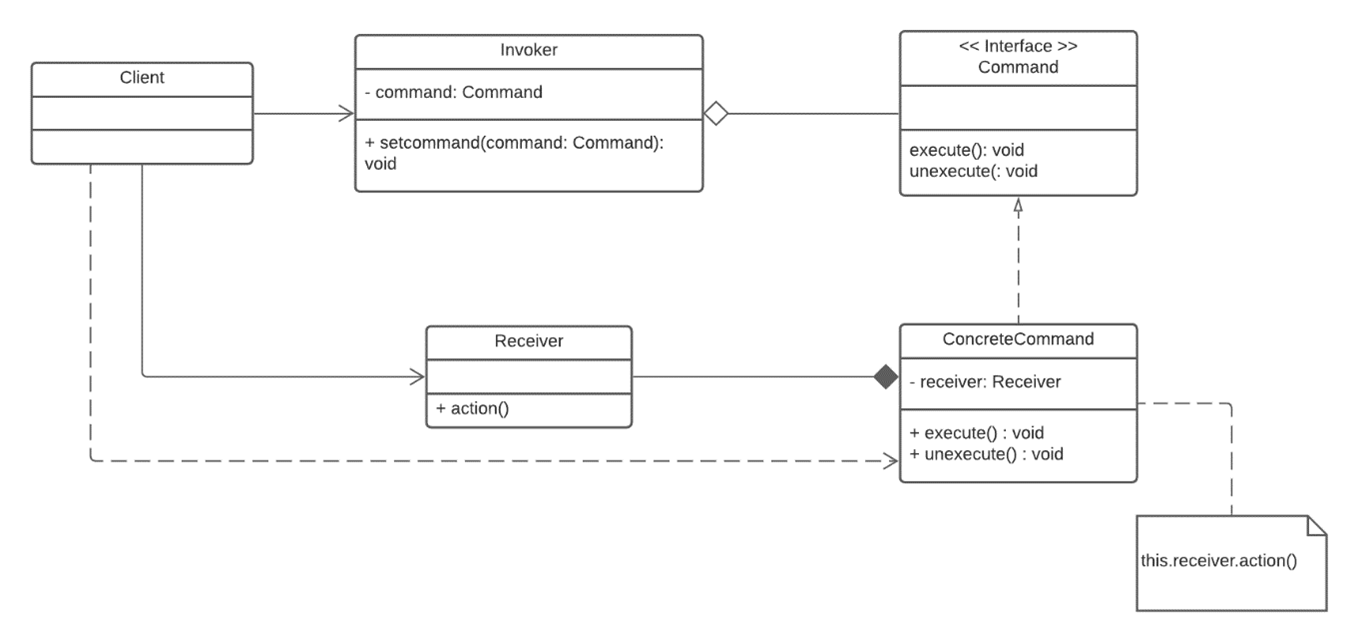 Client
Invoker
- command: Command
+ setcommand(command: Command):
void
<< Interface >>
Command
execute(): void
unexecute(: void
Receiver
+ action()
ConcreteCommand
- receiver: Receiver
+ execute() : void
+ unexecute() : void
this.receiver.action()